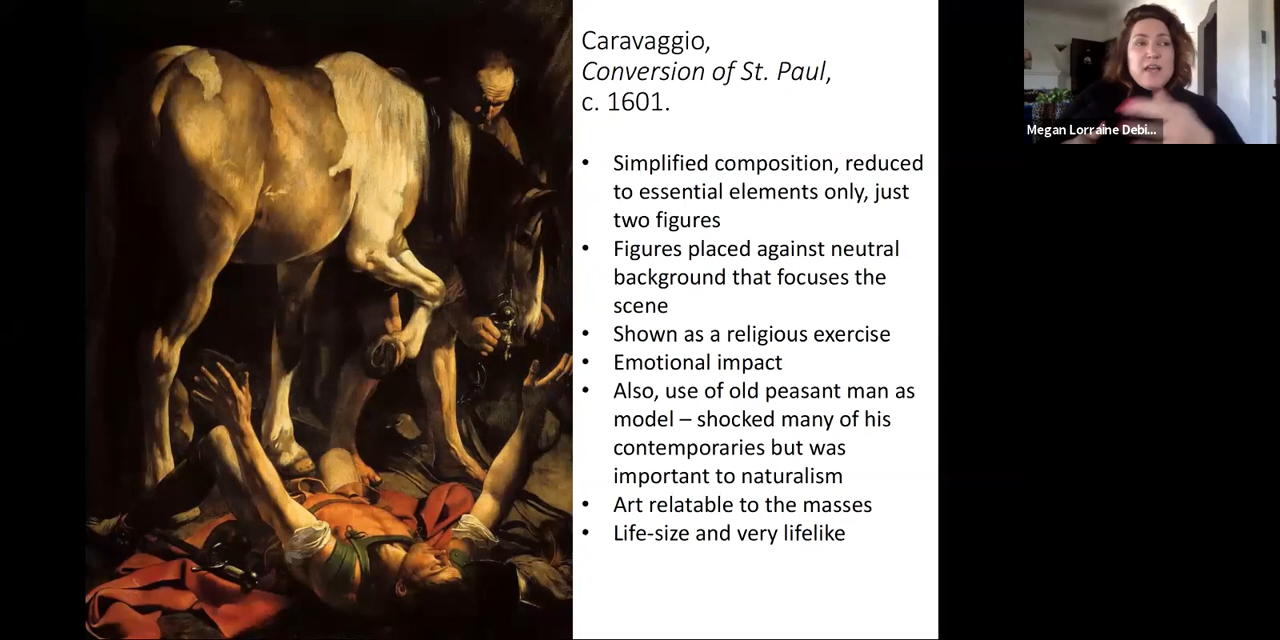 Caravaggio,
Conversion of St. Paul,
c. 1601.
• Simplified composition, reduced
to essential elements only, just
two figures
• Figures placed against neutral
background that focuses the
scene
• Shown as a religious exercise
• Emotional impact
• Also, use of old peasant man as
model – shocked many of his
contemporaries but was
important to naturalism
• Art relatable to the masses
• Life-size and very lifelike
Megan Lorraine Debi...